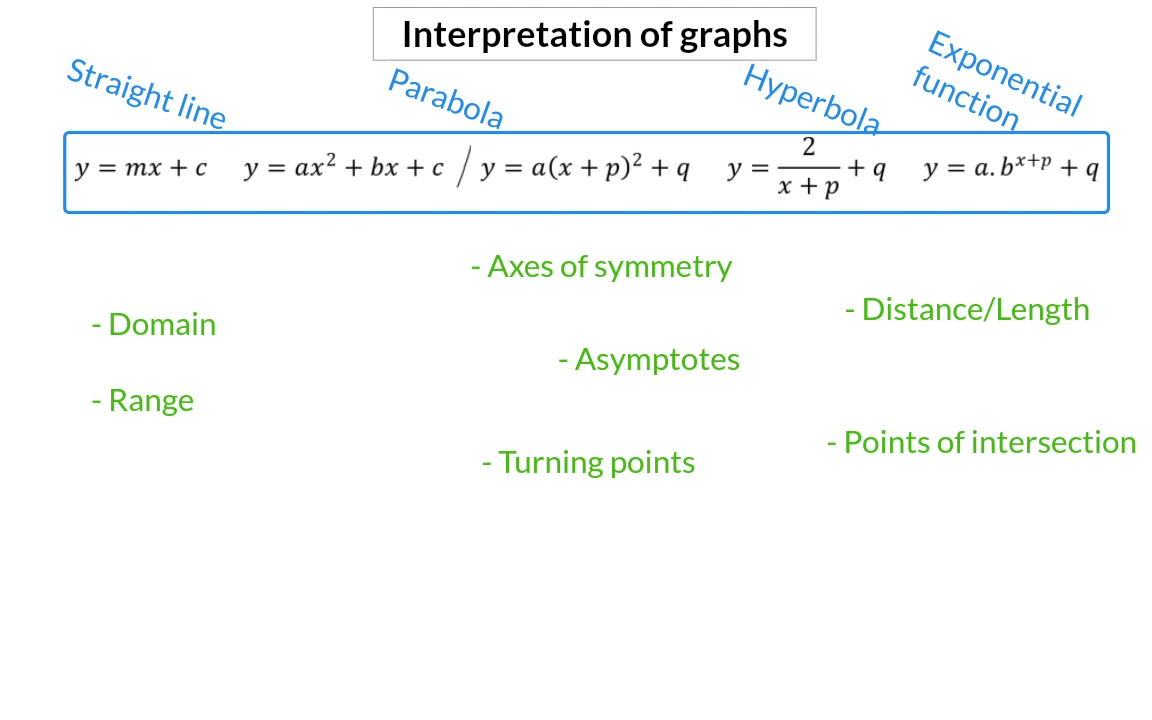 Interpretation of graphs
Straight line
Parabola
Hyperbola
Exponential
function
y = mx + c   y = ax² + bx + c / y = a(x + p)² + q   y = 2/(x + p) + q   y = a.b^(x+p) + q
- Axes of symmetry
- Distance/Length
- Domain
- Asymptotes
- Range
- Points of intersection
- Turning points